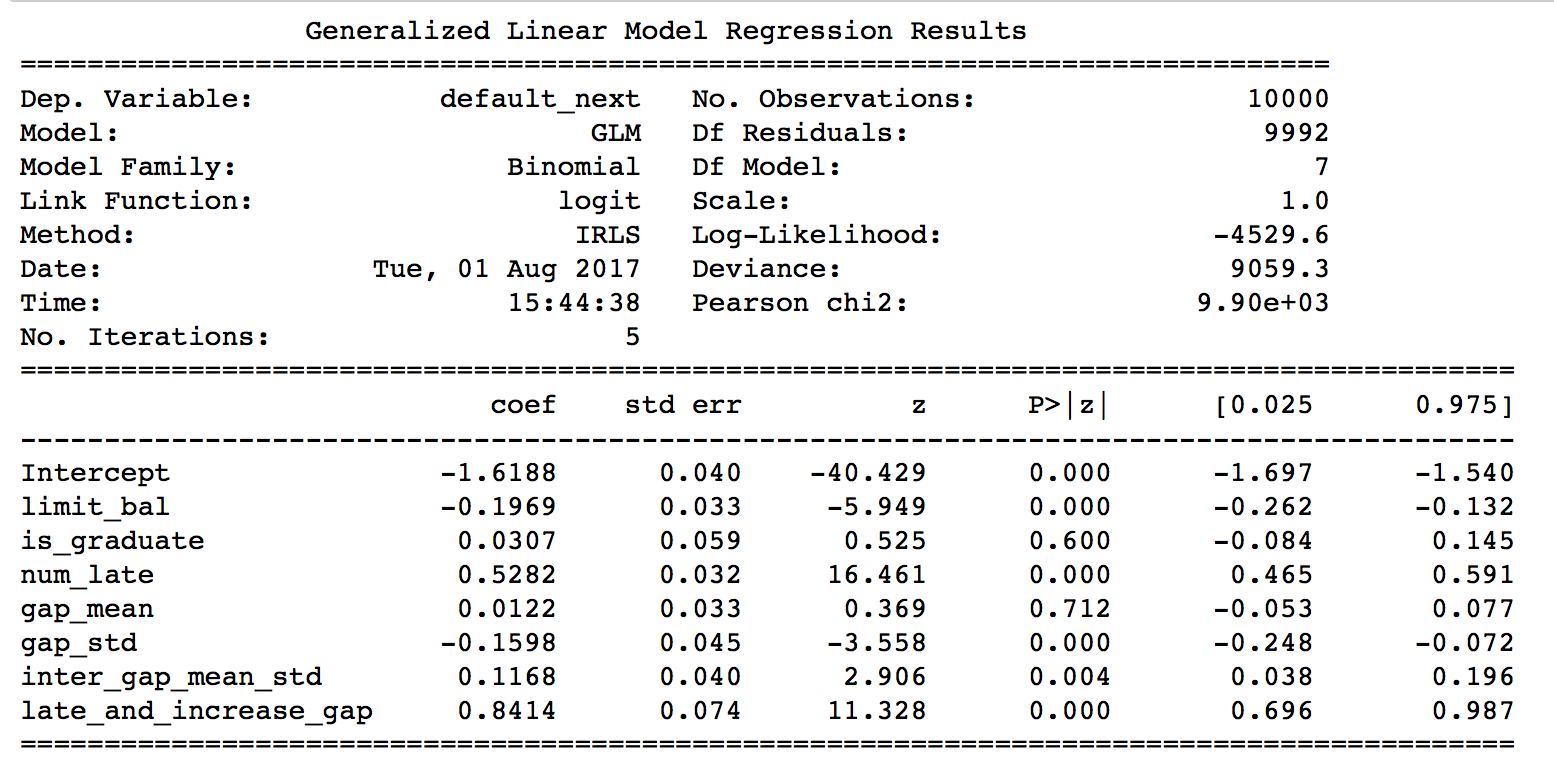 Generalized Linear Model Regression Results
==============================================================================
Dep. Variable: default_next No. Observations: 10000
Model: GLM Df Residuals: 9992
Model Family: Binomial Df Model: 7
Link Function: logit Scale: 1.0
Method: IRLS Log-Likelihood: -4529.6
Date: Tue, 01 Aug 2017 Deviance: 9059.3
Time: 15:44:38 Pearson chi2: 9.90e+03
No. Iterations: 5
=========================================================================================
coef std err z P>|z| [0.025 0.975]
-----------------------------------------------------------------------------------------
Intercept -1.6188 0.040 -40.429 0.000 -1.697 -1.540
limit_bal -0.1969 0.033 -5.949 0.000 -0.262 -0.132
is_graduate 0.0307 0.059 0.525 0.600 -0.084 0.145
num_late 0.5282 0.032 16.461 0.000 0.465 0.591
gap_mean 0.0122 0.033 0.369 0.712 -0.053 0.077
gap_std -0.1598 0.045 -3.558 0.000 -0.248 -0.072
inter_gap_mean_std 0.1168 0.040 2.906 0.004 0.038 0.196
late_and_increase_gap 0.8414 0.074 11.328 0.000 0.696 0.987
=========================================================================================